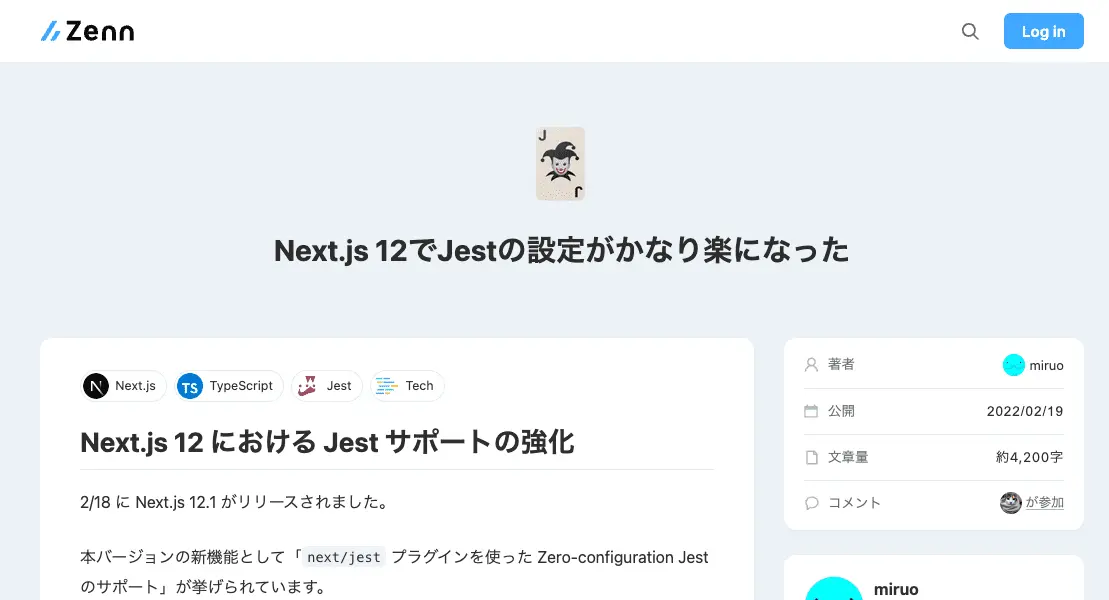 Zenn
Log in
J
J
Next.js 12でJestの設定がかなり楽になった
Next.js
TS TypeScript
Jest
Tech
Next.js 12 における Jest サポートの強化
2/18 に Next.js 12.1 がリリースされました。
本バージョンの新機能として「next/jest プラグインを使った Zero-configuration Jest
のサポート」が挙げられています。
著者 miruo
公開 2022/02/19
文章量 約4,200字
コメント が参加
miruo